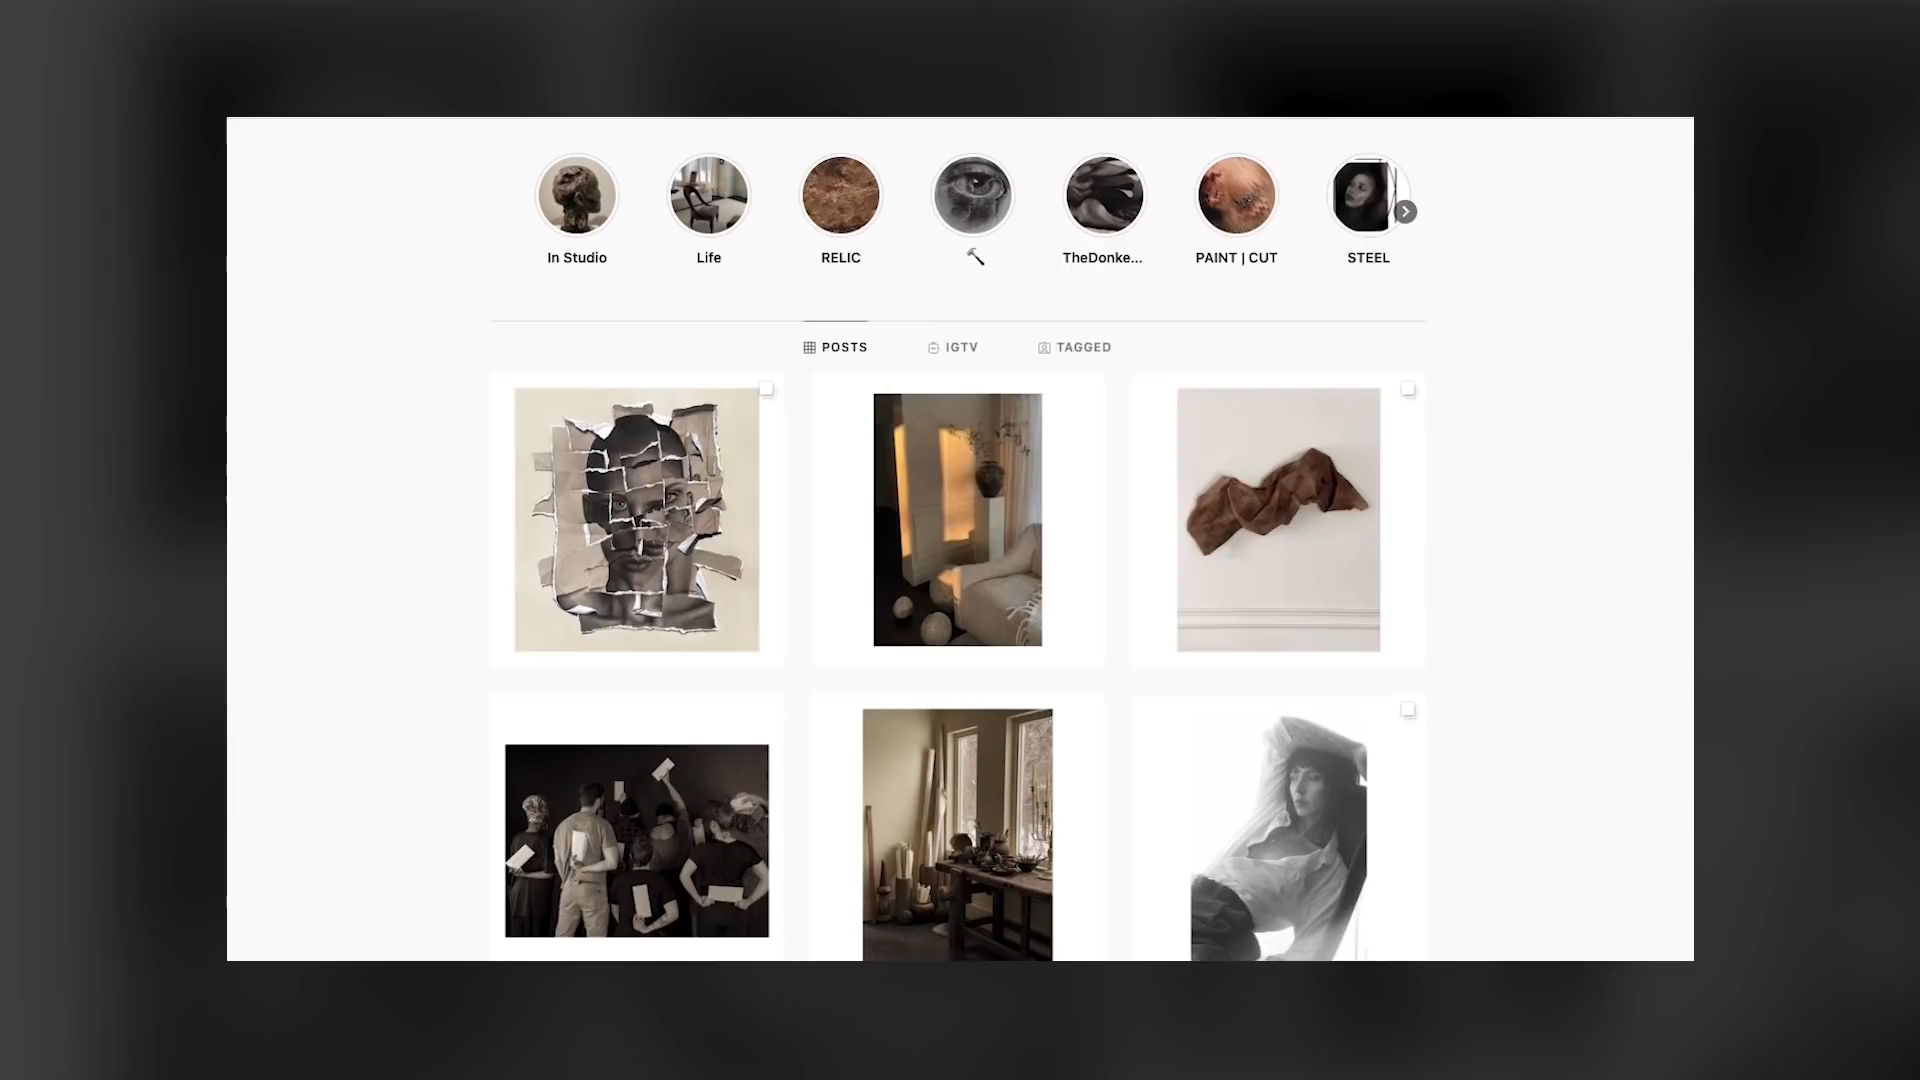 In Studio
Life
RELIC
🔨
TheDonke...
PAINT | CUT
STEEL
POSTS
IGTV
TAGGED